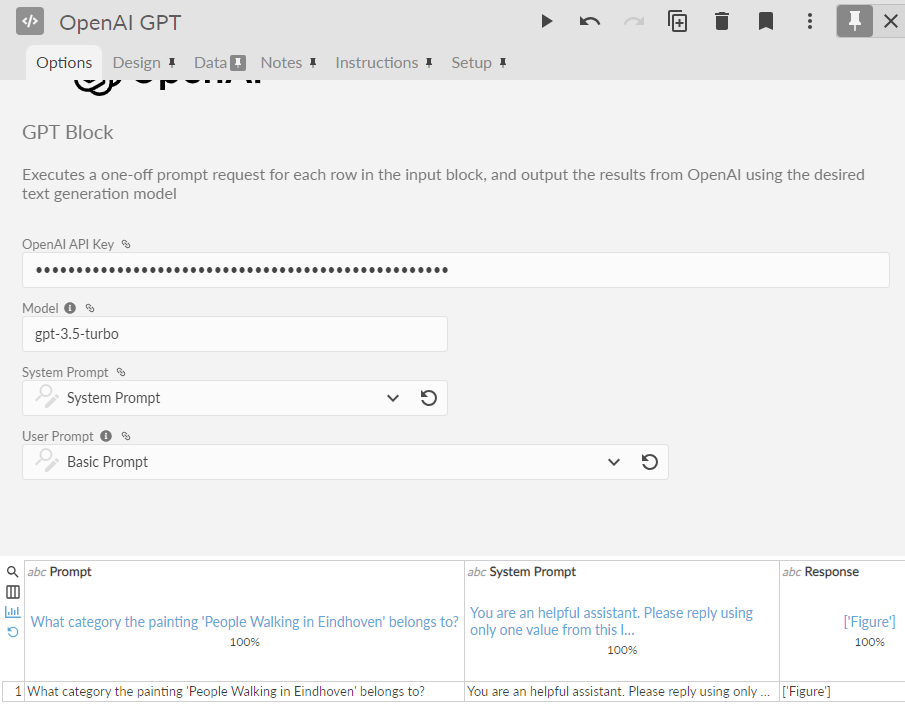 OpenAI GPT
Options Design Data Notes Instructions Setup
OpenAI
GPT Block
Executes a one-off prompt request for each row in the input block, and output the results from OpenAI using the desired
text generation model
OpenAI API Key
••••••••••••••••••••••••••••••••••••••••••••••••••••
Model
gpt-3.5-turbo
System Prompt
System Prompt
User Prompt
Basic Prompt
abc Prompt abc System Prompt abc Response
What category the painting 'People Walking in Eindhoven' belongs to? You are an helpful assistant. Please reply using ['Figure']
only one value from this l...
100% 100% 100%
1 What category the painting 'People Walking in Eindhoven' belongs to? You are an helpful assistant. Please reply using only ... ['Figure']